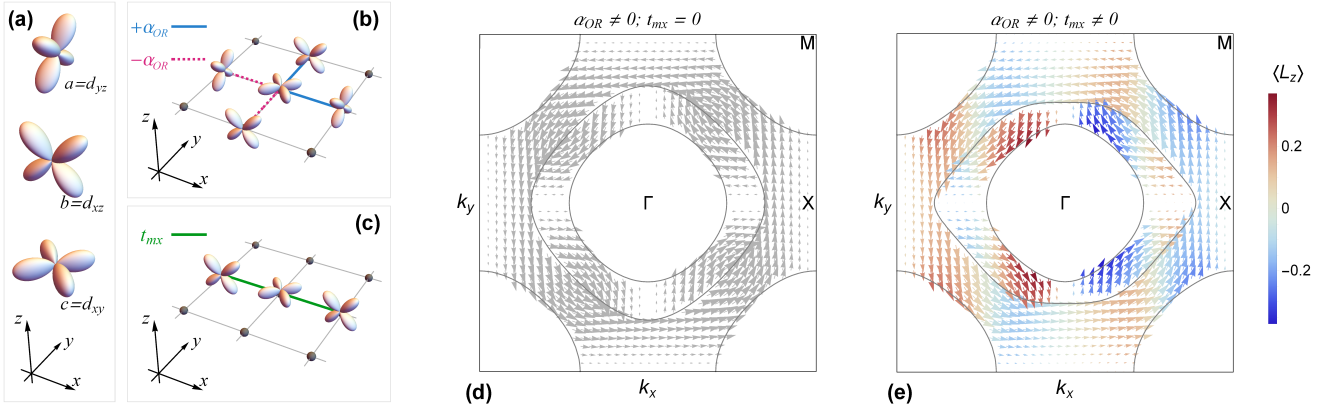 (a)
a=d_yz
b=d_xz
c=d_xy
z
y
x
(b)
+α_OR
−α_OR
z
y
x
(c)
t_mx
z
y
x
α_OR ≠ 0; t_mx = 0
M
k_y
Γ
X
(d)
k_x
α_OR ≠ 0; t_mx ≠ 0
M
k_y
Γ
X
(e)
k_x
⟨L_z⟩
0.2
0
−0.2